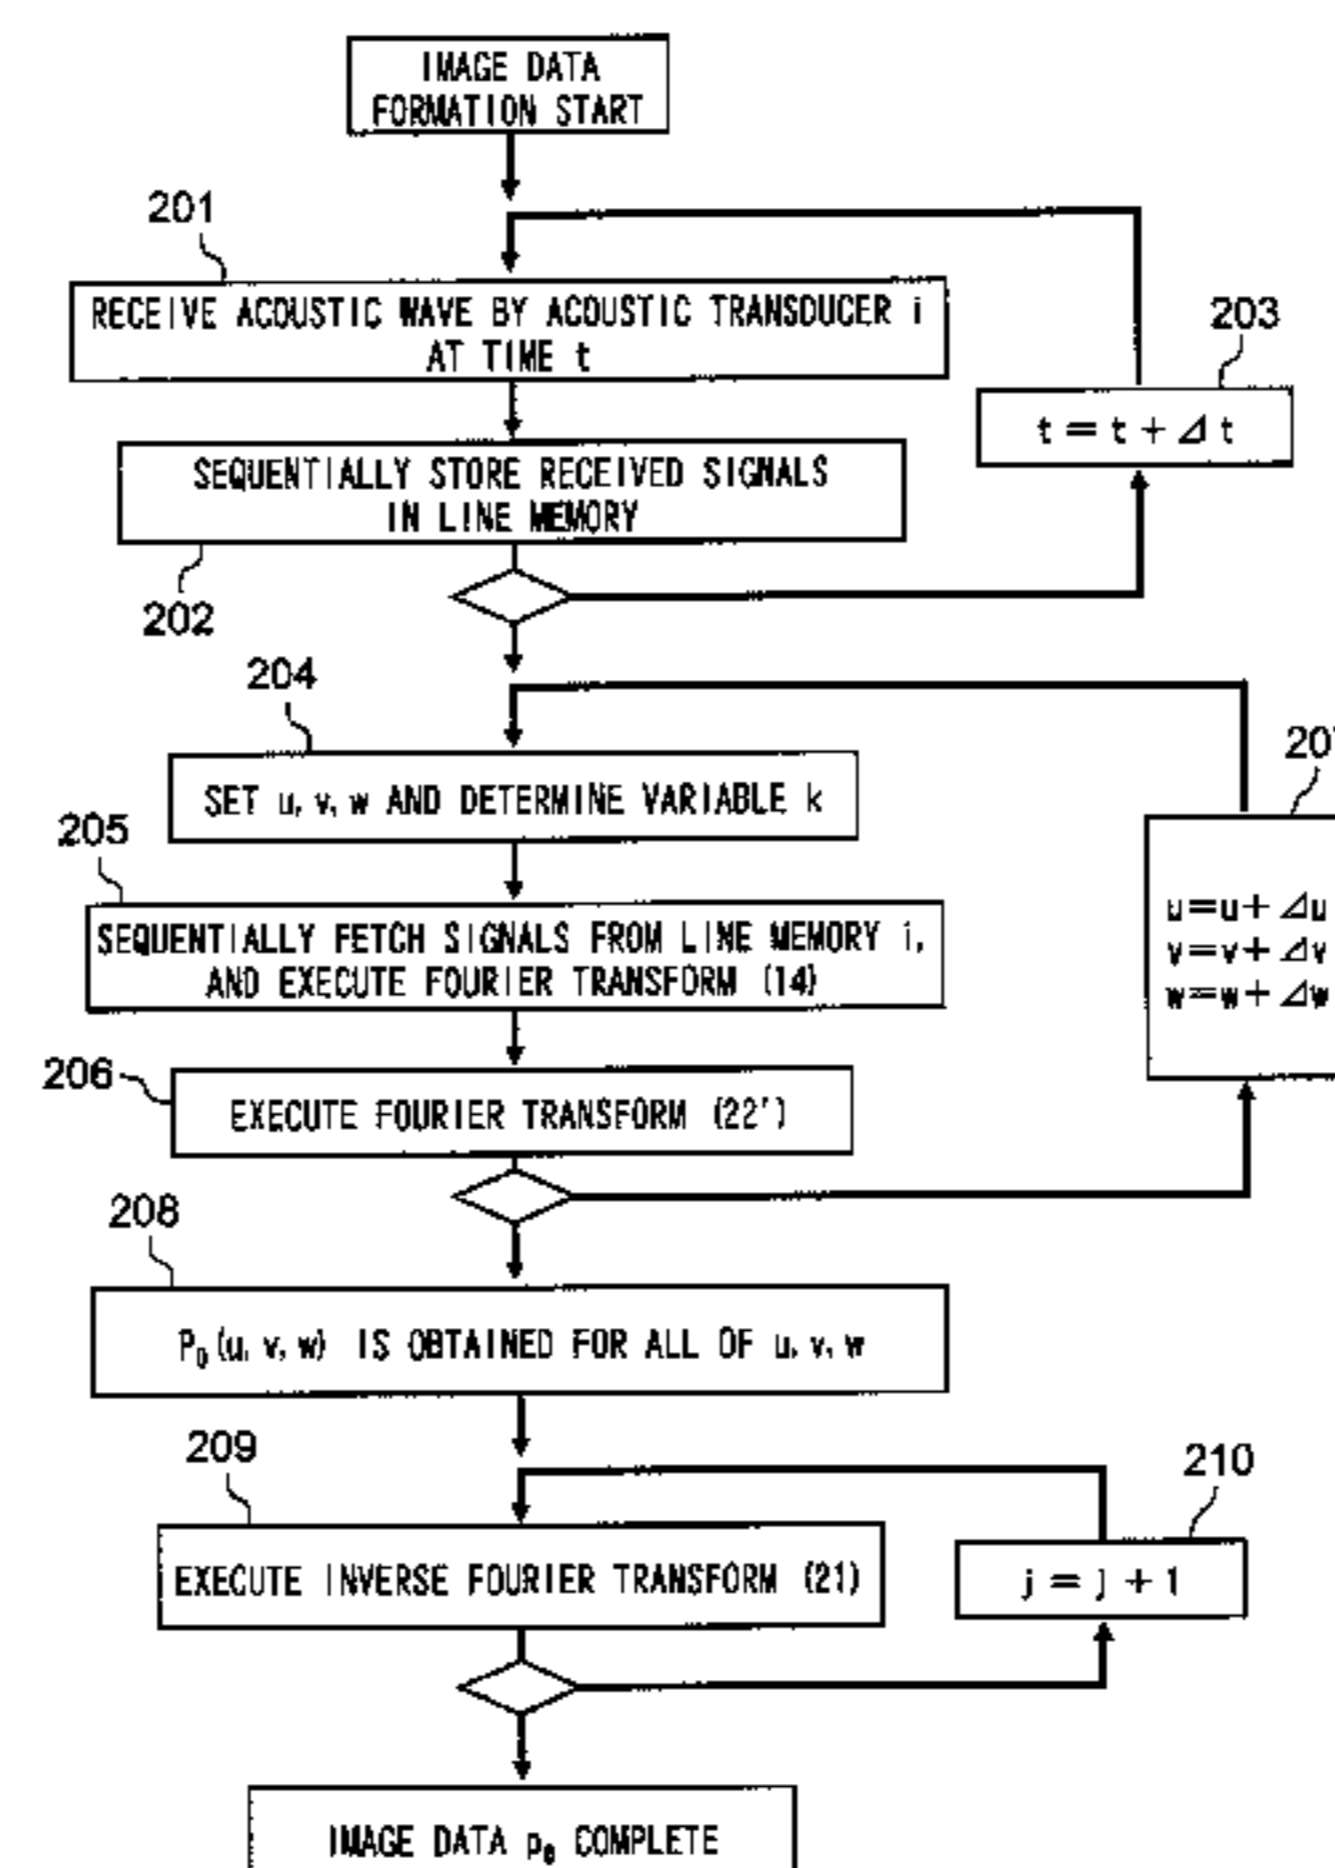 IMAGE DATA
FORMATION START
201
RECEIVE ACOUSTIC WAVE BY ACOUSTIC TRANSDUCER i
AT TIME t
203
t = t + Δ t
SEQUENTIALLY STORE RECEIVED SIGNALS
IN LINE MEMORY
202
204
SET u, v, w AND DETERMINE VARIABLE k
205
SEQUENTIALLY FETCH SIGNALS FROM LINE MEMORY i,
AND EXECUTE FOURIER TRANSFORM (14)
u=u+ Δu
v=v+ Δv
w=w+ Δw
206
EXECUTE FOURIER TRANSFORM (22')
208
P₀(u, v, w) IS OBTAINED FOR ALL OF u, v, w
209
EXECUTE INVERSE FOURIER TRANSFORM (21)
210
j = j + 1
IMAGE DATA p₀ COMPLETE